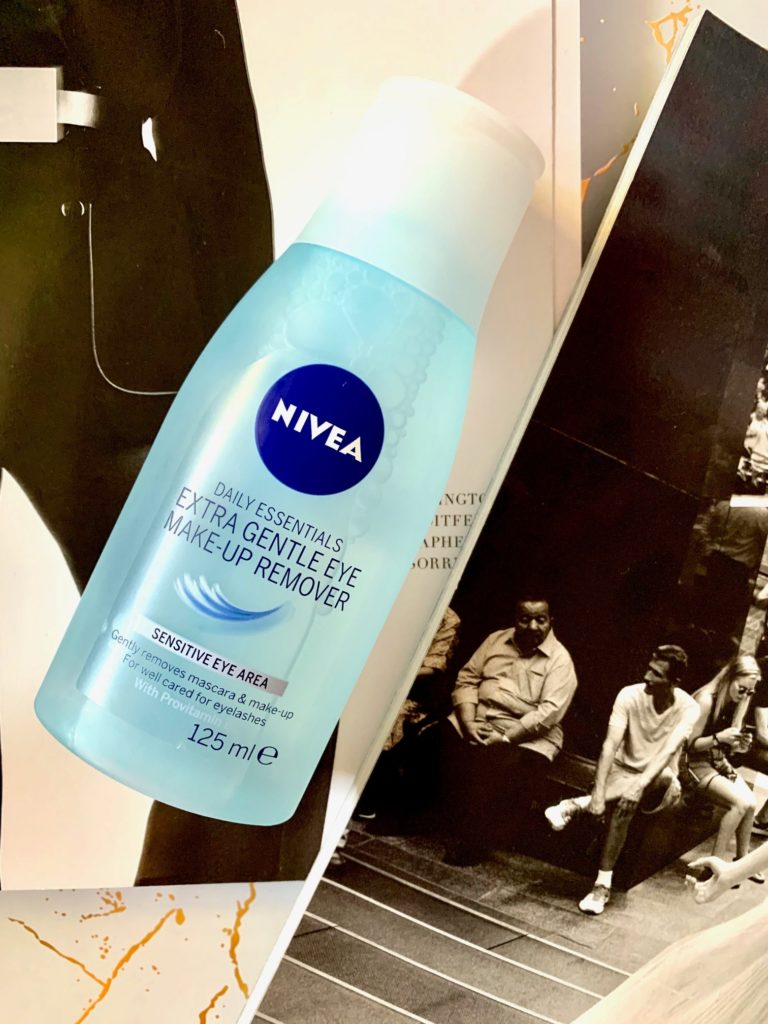 NIVEA
DAILY ESSENTIALS
EXTRA GENTLE EYE
MAKE-UP REMOVER
SENSITIVE EYE AREA
Gently removes mascara & make-up
For well cared for eyelashes
With Provitamin
125 ml e